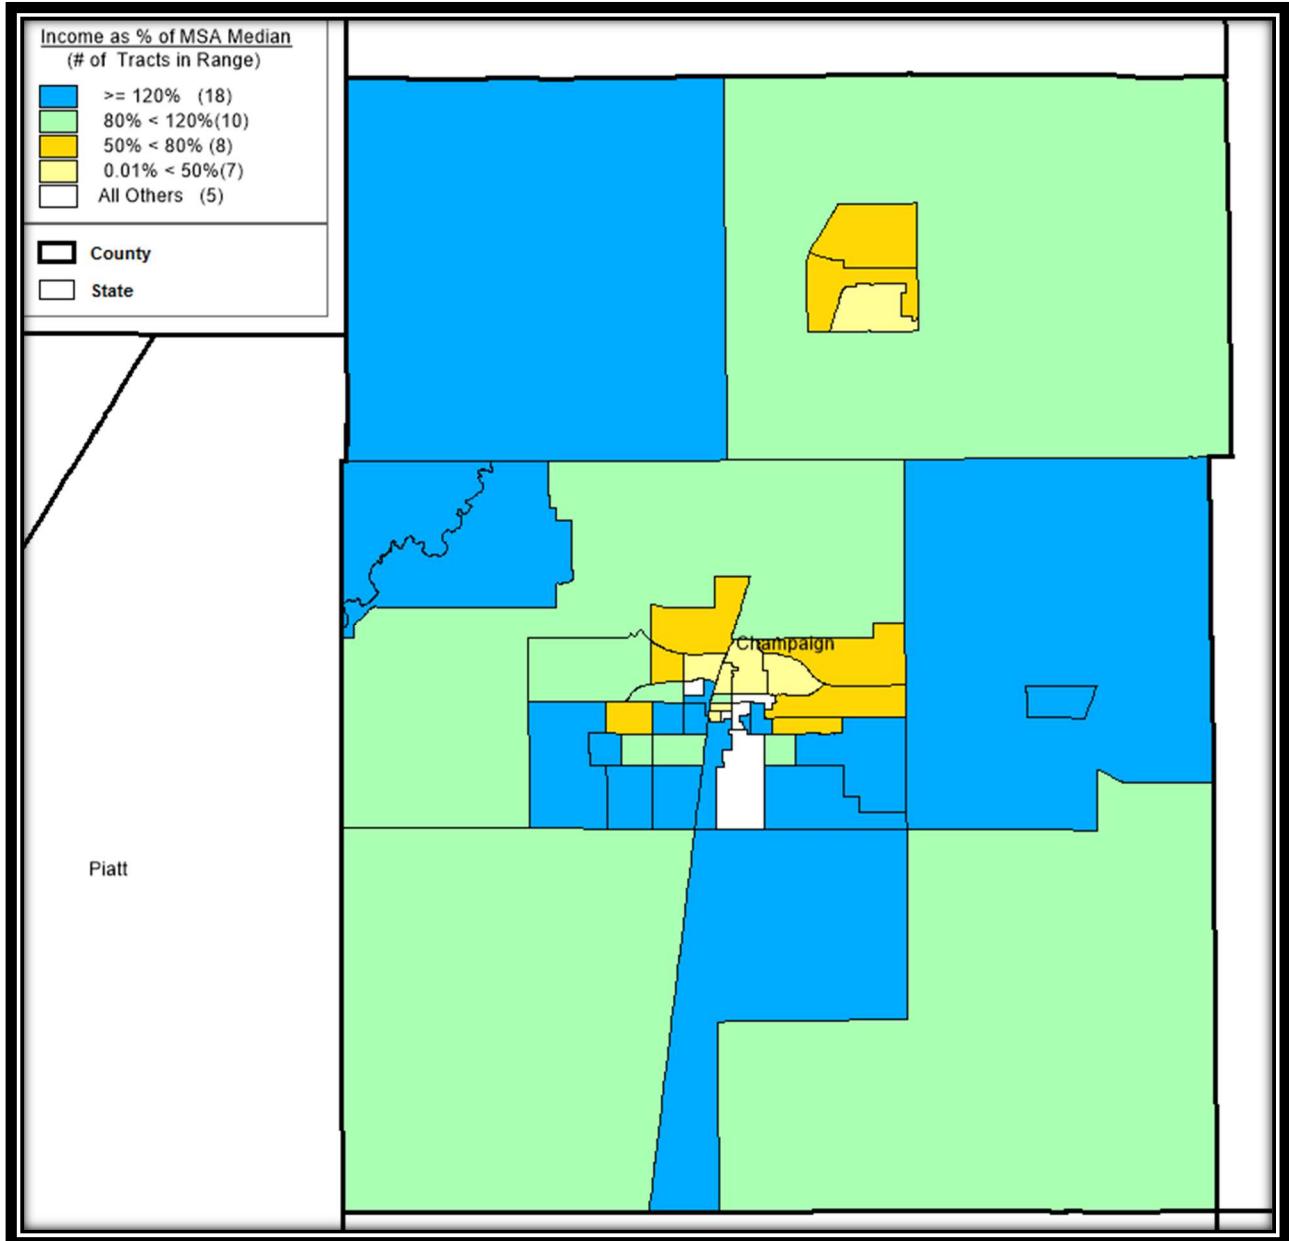 Income as % of MSA Median
(# of Tracts in Range)
>= 120% (18)
80% < 120%(10)
50% < 80% (8)
0.01% < 50%(7)
All Others (5)
County
State
Champaign
Piatt